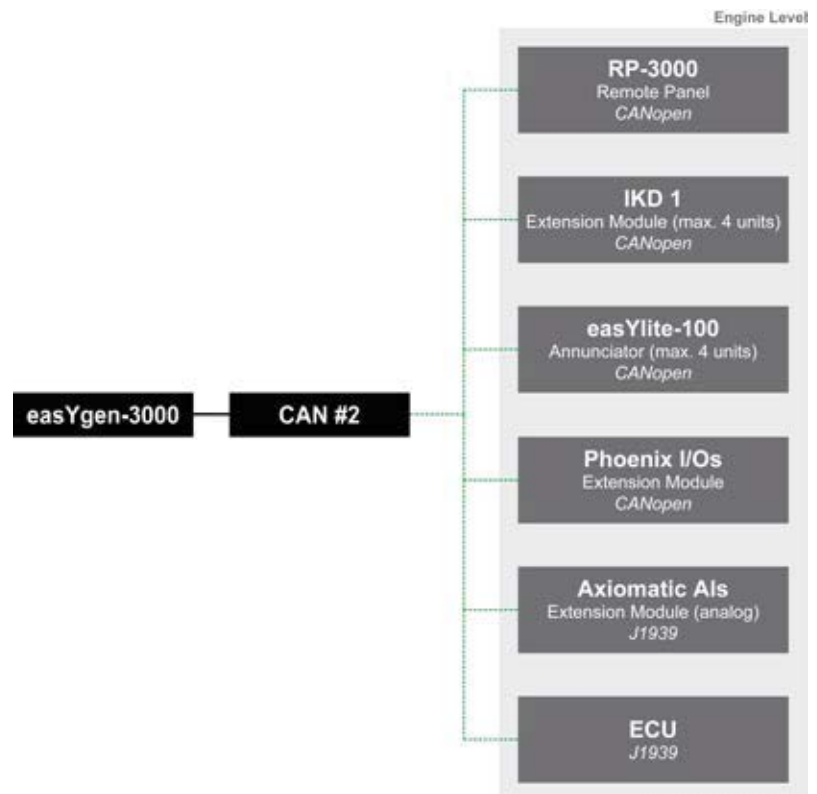 Engine Level
RP-3000
Remote Panel
CANopen
IKD 1
Extension Module (max. 4 units)
CANopen
easYlite-100
Annunciator (max. 4 units)
CANopen
easYgen-3000
CAN #2
Phoenix I/Os
Extension Module
CANopen
Axiomatic AIs
Extension Module (analog)
J1939
ECU
J1939